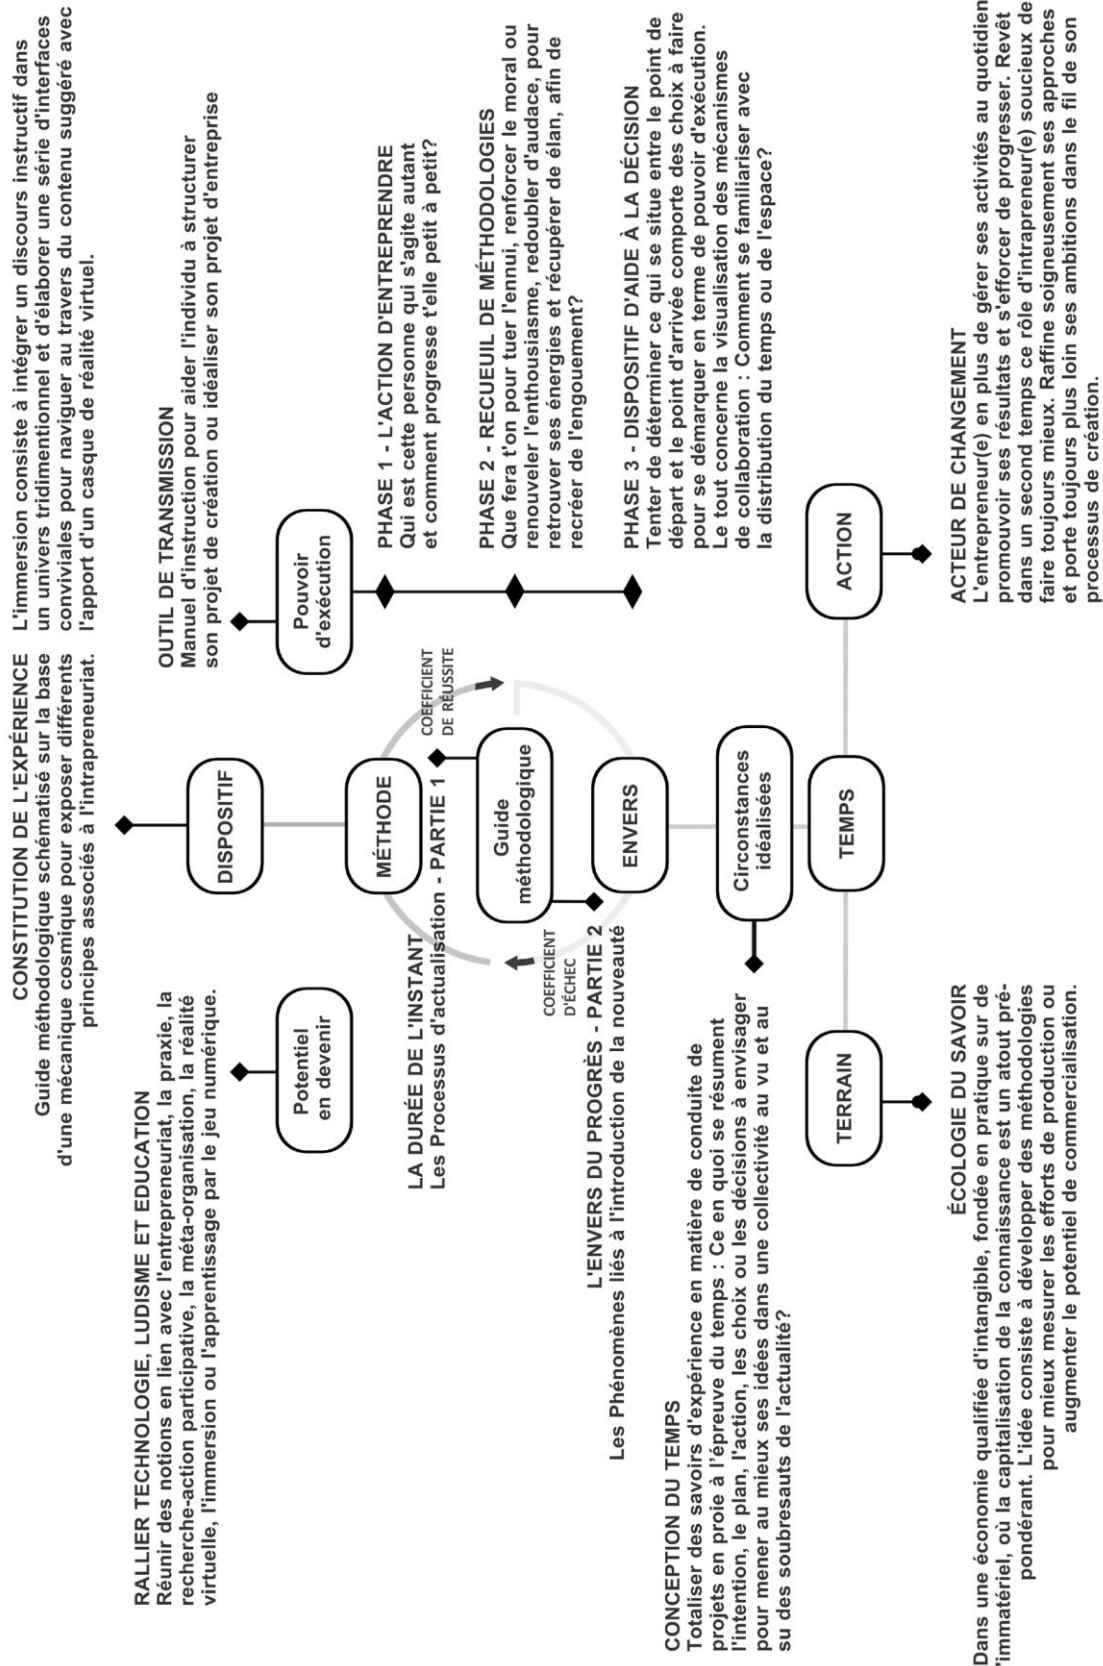 CONSTITUTION DE L'EXPÉRIENCE
Guide méthodologique schématisé sur la base
d'une mécanique cosmique pour exposer différents
principes associés à l'intrapreneuriat.
L'immersion consiste à intégrer un discours instructif dans
un univers tridimentionnel et d'élaborer une série d'interfaces
conviviales pour naviguer au travers du contenu suggéré avec
l'apport d'un casque de réalité virtuel.
RALLIER TECHNOLOGIE, LUDISME ET EDUCATION
Réunir des notions en lien avec l'entrepreneuriat, la praxie, la
recherche-action participative, la méta-organisation, la réalité
virtuelle, l'immersion ou l'apprentissage par le jeu numérique.
OUTIL DE TRANSMISSION
Manuel d'instruction pour aider l'individu à structurer
son projet de création ou idéaliser son projet d'entreprise
DISPOSITIF
Potentiel
en devenir
Pouvoir
d'exécution
MÉTHODE
PHASE 1 - L'ACTION D'ENTREPRENDRE
Qui est cette personne qui s'agite autant
et comment progresse t'elle petit à petit?
LA DURÉE DE L'INSTANT
Les Processus d'actualisation - PARTIE 1
COEFFICIENT
DE RÉUSSITE
Guide
méthodologique
PHASE 2 - RECUEUIL DE MÉTHODOLOGIES
Que fera t'on pour tuer l'ennui, renforcer le moral ou
renouveler l'enthousiasme, redoubler d'audace, pour
retrouver ses énergies et récupérer de élan, afin de
recréer de l'engouement?
COEFFICIENT
D'ÉCHEC
L'ENVERS DU PROGRÈS - PARTIE 2
Les Phénomènes liés à l'introduction de la nouveauté
ENVERS
PHASE 3 - DISPOSITIF D'AIDE À LA DÉCISION
Tenter de déterminer ce qui se situe entre le point de
départ et le point d'arrivée comporte des choix à faire
pour se démarquer en terme de pouvoir d'exécution.
Le tout concerne la visualisation des mécanismes
de collaboration : Comment se familiariser avec
la distribution du temps ou de l'espace?
CONCEPTION DU TEMPS
Totaliser des savoirs d'expérience en matière de conduite de
projets en proie à l'épreuve du temps : Ce en quoi se résument
l'intention, le plan, l'action, les choix ou les décisions à envisager
pour mener au mieux ses idées dans une collectivité au vu et au
su des soubresauts de l'actualité?
Circonstances
idéalisées
TERRAIN
TEMPS
ACTION
ÉCOLOGIE DU SAVOIR
Dans une économie qualifiée d'intangible, fondée en pratique sur de
l'immatériel, où la capitalisation de la connaissance est un atout pré-
pondérant. L'idée consiste à développer des méthodologies
pour mieux mesurer les efforts de production ou
augmenter le potentiel de commercialisation.
ACTEUR DE CHANGEMENT
L'entrepreneur(e) en plus de gérer ses activités au quotidien
promouvoir ses résultats et s'efforcer de progresser. Revêt
dans un second temps ce rôle d'intrapreneur(e) soucieux de
faire toujours mieux. Raffine soigneusement ses approches
et porte toujours plus loin ses ambitions dans le fil de son
processus de création.